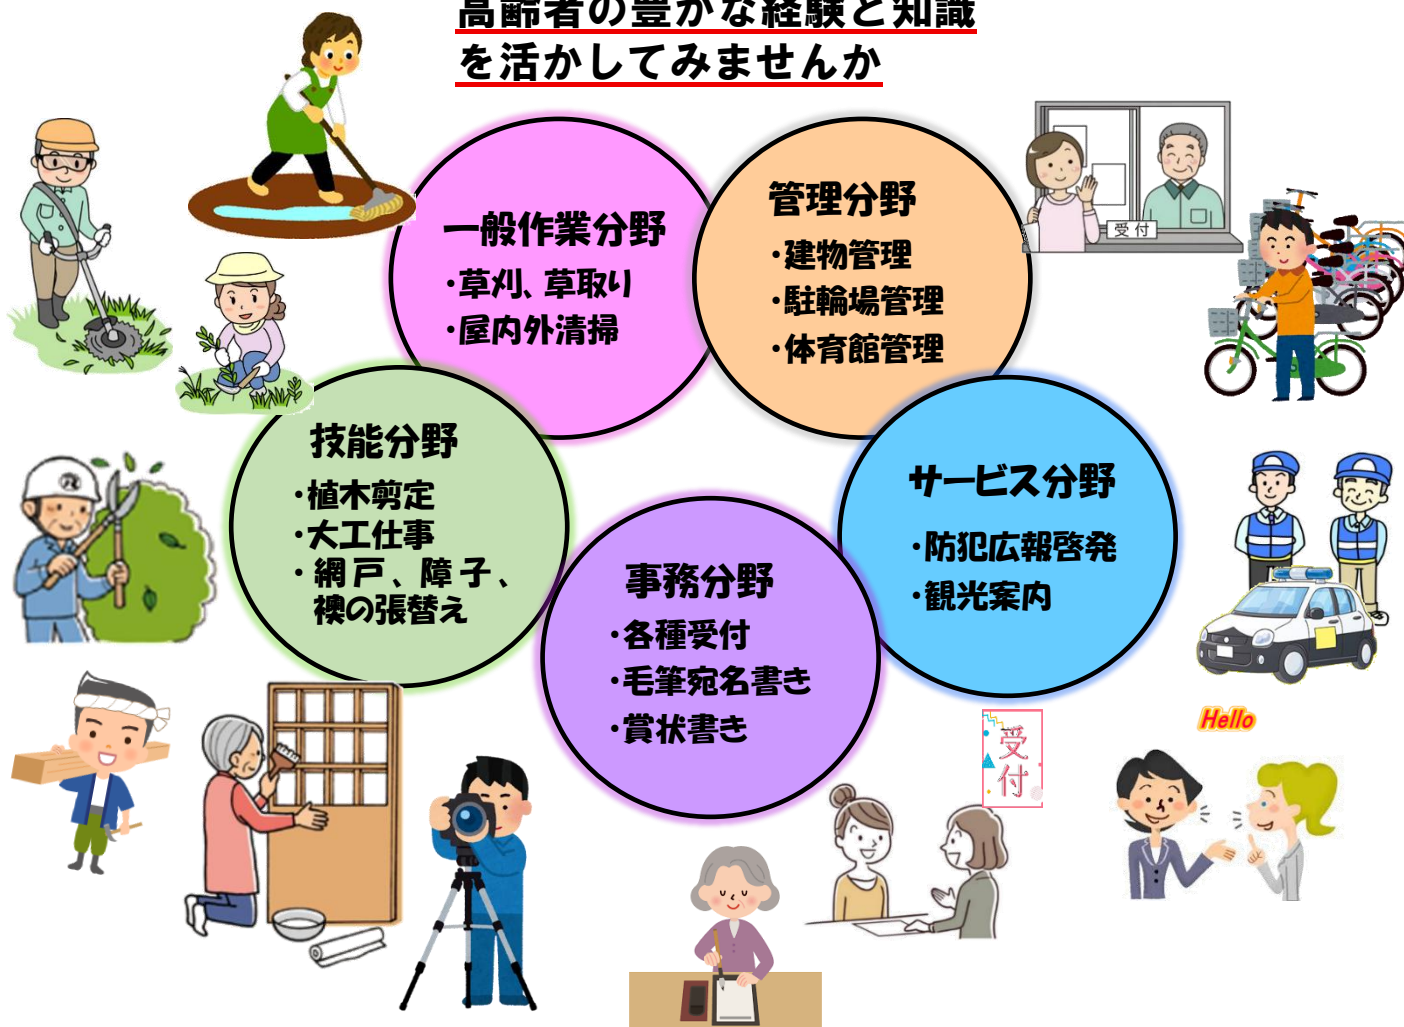 高齢者の豊かな経験と知識
を活かしてみませんか
一般作業分野
・草刈、草取り
・屋内外清掃
管理分野
・建物管理
・駐輪場管理
・体育館管理
受付
技能分野
・植木剪定
・大工仕事
・網戸、障子、
襖の張替え
サービス分野
・防犯広報啓発
・観光案内
事務分野
・各種受付
・毛筆宛名書き
・賞状書き
受付
Hello